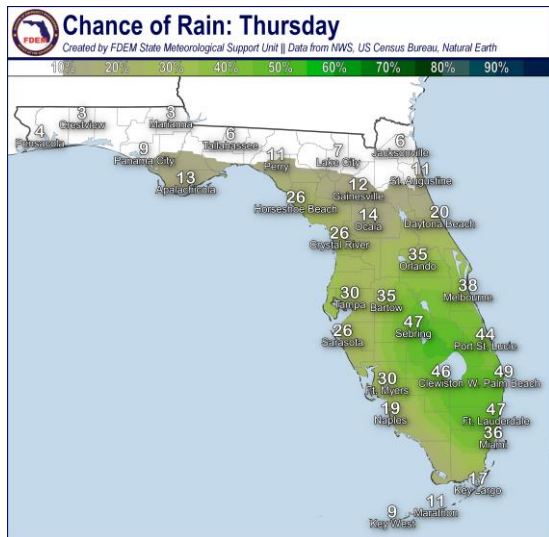 FDEM
Chance of Rain: Thursday
Created by FDEM State Meteorological Support Unit || Data from NWS, US Census Bureau, Natural Earth
10% 20% 30% 40% 50% 60% 70% 80% 90%
3
Crestview
3
Marianna
4
Pensacola
6
Tallahassee
6
Jacksonville
9
Panama City
7
Lake City
11
Perry
11
St. Augustine
13
Apalachicola
12
Gainesville
26
Horseshoe Beach
14
Ocala
20
Daytona Beach
26
Crystal River
35
Orlando
38
Melbourne
30
Tampa
35
Bartow
47
Sebring
26
Sarasota
44
Port St. Lucie
30
Ft. Myers
46
Clewiston
49
W. Palm Beach
19
Naples
47
Ft. Lauderdale
36
Miami
17
Key Largo
11
Marathon
9
Key West